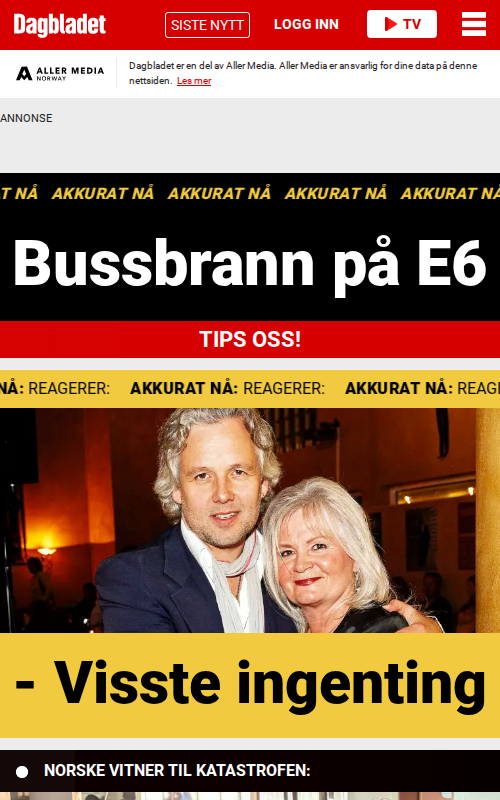 Dagbladet
SISTE NYTT
LOGG INN
TV
ALLER MEDIA
NORWAY
Dagbladet er en del av Aller Media. Aller Media er ansvarlig for dine data på denne
nettsiden. Les mer
ANNONSE
T NÅ AKKURAT NÅ AKKURAT NÅ AKKURAT NÅ AKKURAT NÅ
Bussbrann på E6
TIPS OSS!
NÅ: REAGERER: AKKURAT NÅ: REAGERER: AKKURAT NÅ: REAG
- Visste ingenting
NORSKE VITNER TIL KATASTROFEN: